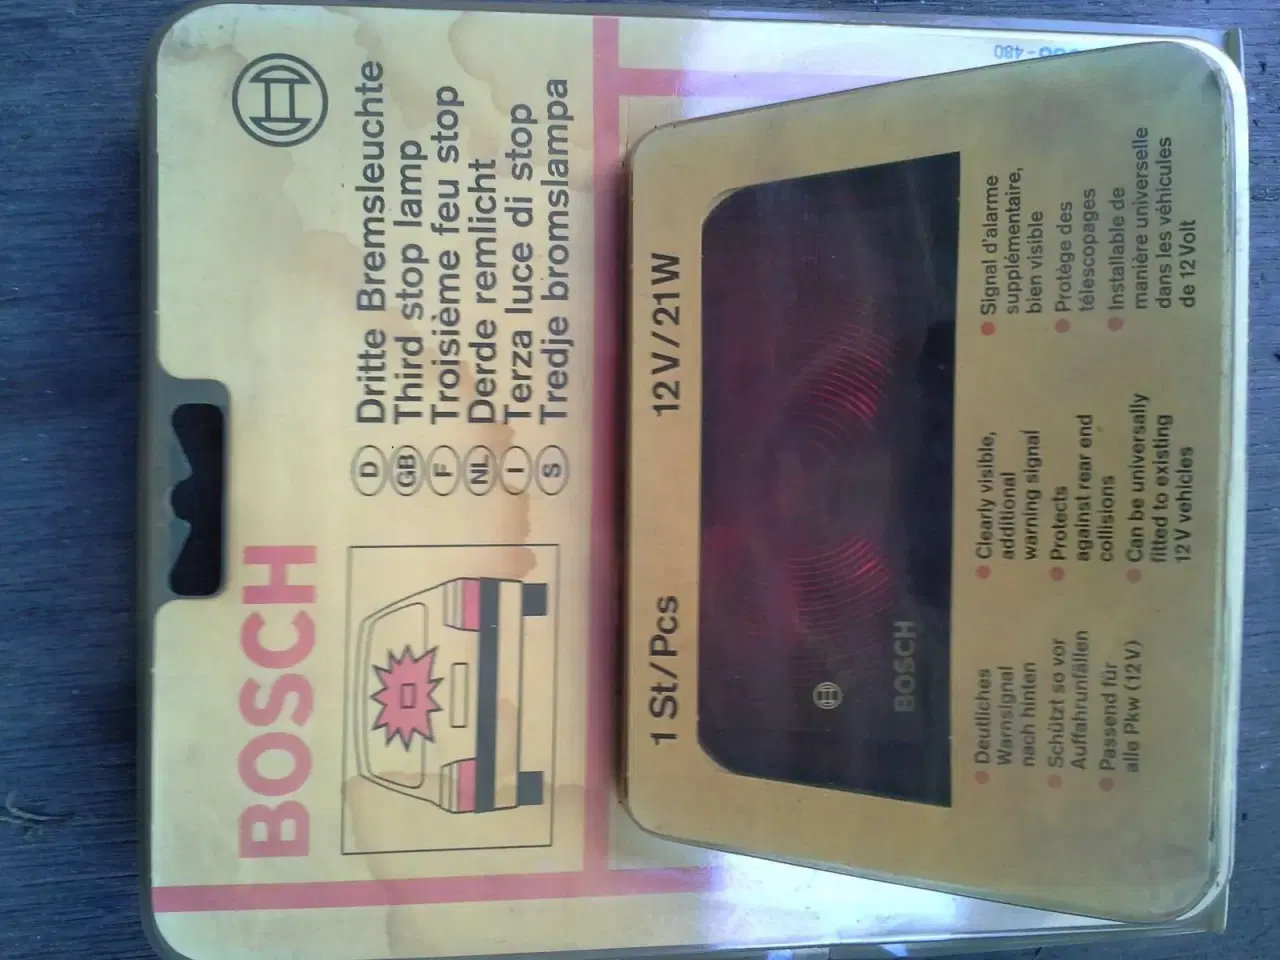 BOSCH
D Dritte Bremsleuchte
GB Third stop lamp
F Troisième feu stop
NL Derde remlicht
I Terza luce di stop
S Tredje bromslampa
1 St/Pcs 12 V/21 W
BOSCH
• Deutliches
Warnsignal
nach hinten
• Schützt so vor
Auffahrunfällen
• Passend für
alle Pkw (12 V)
• Clearly visible,
additional
warning signal
• Protects
against rear end
collisions
• Can be universally
fitted to existing
12 V vehicles
• Signal d'alarme
supplémentaire,
bien visible
• Protège des
télescopages
• Installable de
manière universelle
dans les véhicules
de 12 Volt
-480